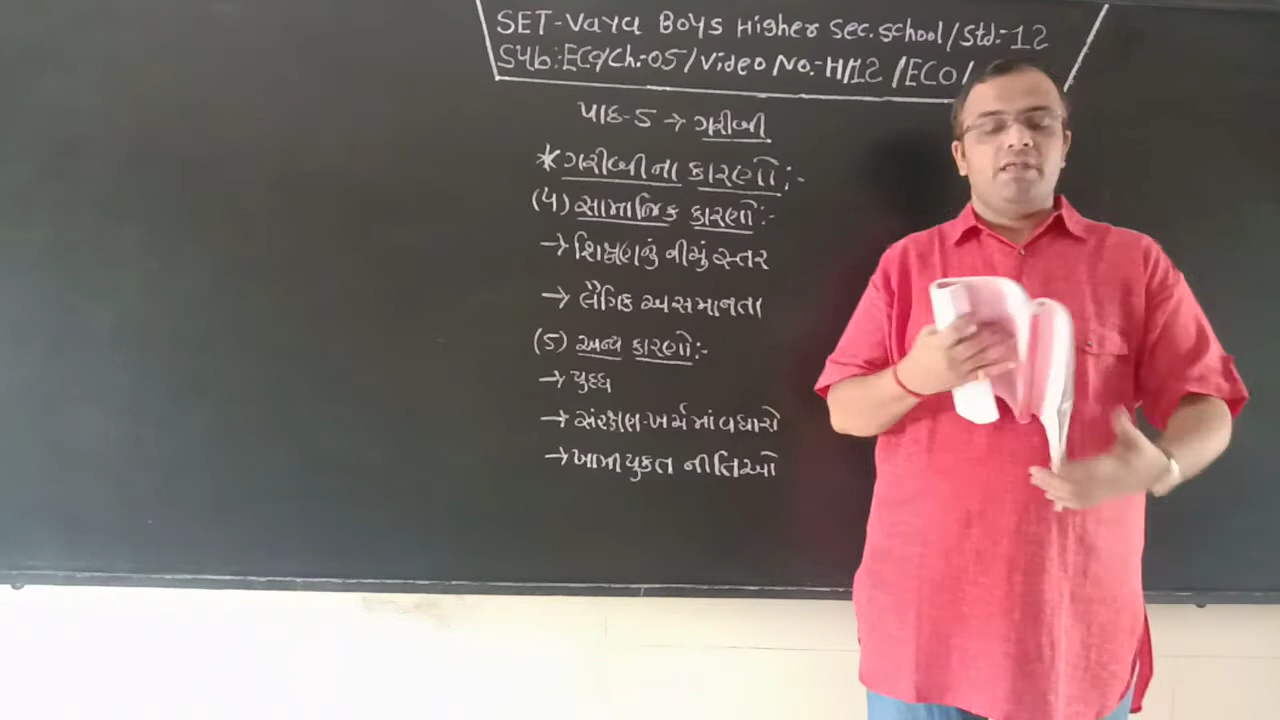 SET-Vaya Boys Higher Sec. School / Std:-12
Sub: ECO/Ch:-05/Video No.:-H/12 /ECO/
પાઠ-5 → ગરીબી
* ગરીબીના કારણો:-
(4) સામાજિક કારણો:-
→ શિક્ષણનું નીચું સ્તર
→ લૈંગિક અસમાનતા
(5) અન્ય કારણો:-
→ યુદ્ધ
→ સંરક્ષણ-ખર્ચમાં વધારો
→ ખામીયુક્ત નીતિઓ